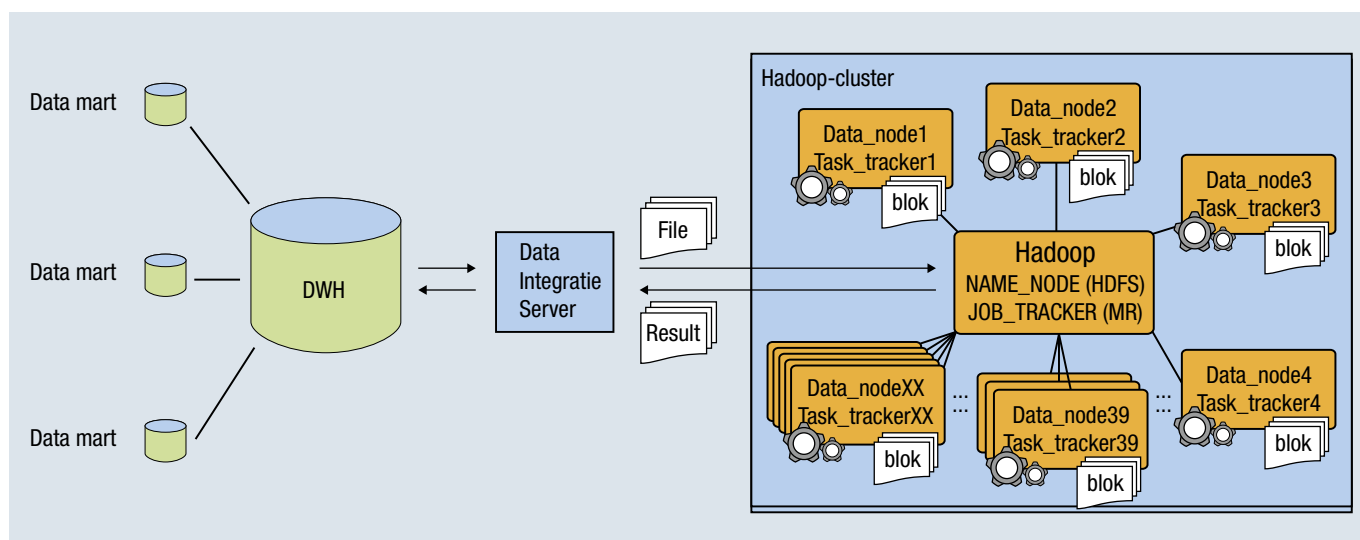 Data mart
Data mart
Data mart
DWH
Data
Integratie
Server
File
Result
Hadoop-cluster
Data_node1
Task_tracker1
blok
Data_node2
Task_tracker2
blok
Data_node3
Task_tracker3
blok
Hadoop
NAME_NODE (HDFS)
JOB_TRACKER (MR)
Data_nodeXX
Task_trackerXX
blok
...
...
Data_node39
Task_tracker39
blok
...
...
Data_node4
Task_tracker4
blok